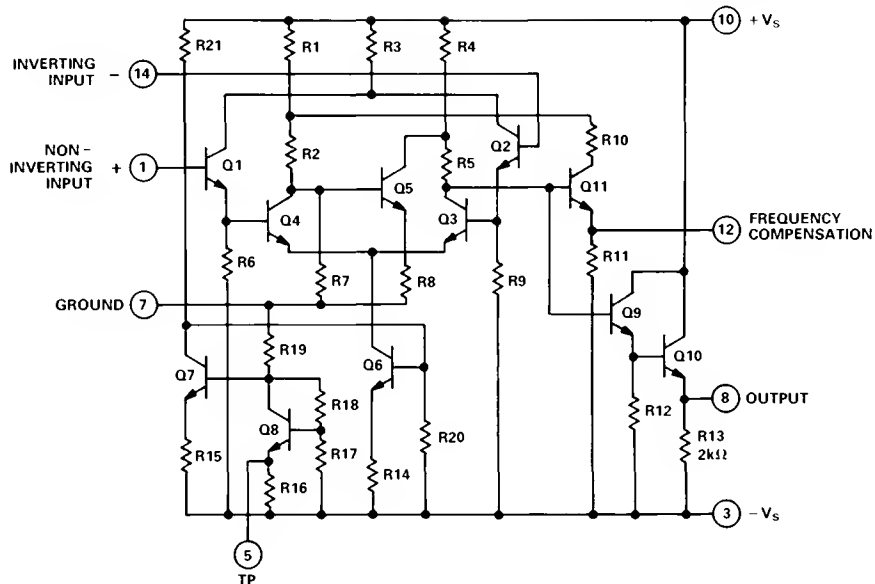 R21
R1
R3
R4
10 +VS
INVERTING
INPUT
− 14
R10
R2
Q2
NON-
INVERTING
INPUT
+ 1
Q1
R5
Q5
Q11
Q4
Q3
12 FREQUENCY
COMPENSATION
R6
R7
R8
R9
R11
GROUND 7
Q9
R19
Q10
Q7
Q6
R18
8 OUTPUT
Q8
R12
R20
R13
2kΩ
R15
R17
R14
R16
3 −VS
5
TP